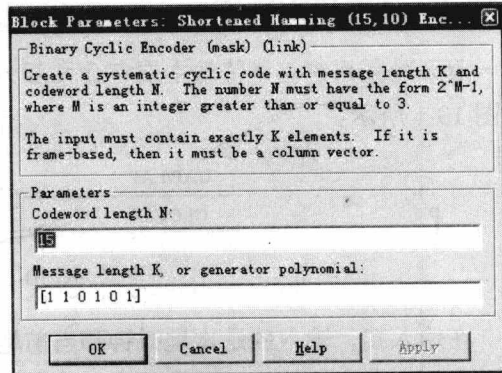 Block Parameters: Shortened Hamming (15,10) Enc...
Binary Cyclic Encoder (mask) (link)
Create a systematic cyclic code with message length K and
codeword length N. The number N must have the form 2^M-1,
where M is an integer greater than or equal to 3.
The input must contain exactly K elements. If it is
frame-based, then it must be a column vector.
Parameters
Codeword length N:
15
Message length K, or generator polynomial:
[1 1 0 1 0 1]
OK
Cancel
Help
Apply